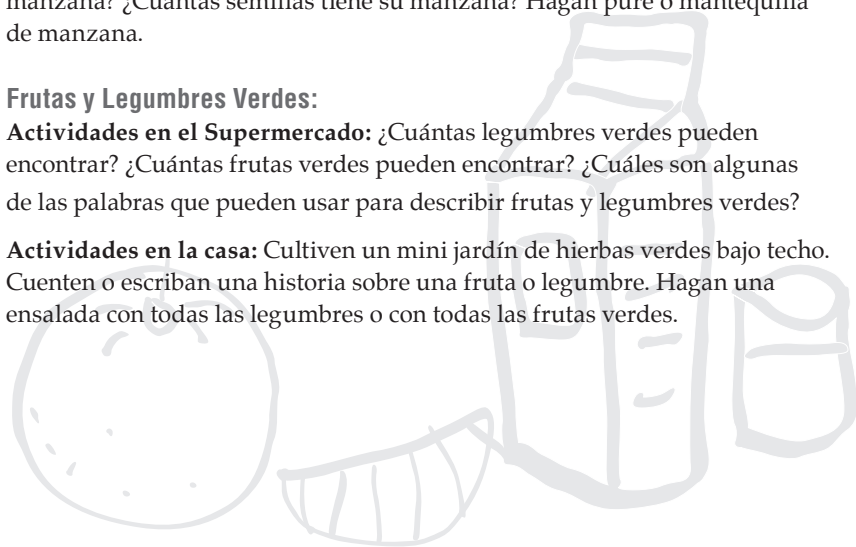 manzana? ¿Cuántas semillas tiene su manzana? Hagan puré o mantequilla
de manzana.
Frutas y Legumbres Verdes:
Actividades en el Supermercado: ¿Cuántas legumbres verdes pueden
encontrar? ¿Cuántas frutas verdes pueden encontrar? ¿Cuáles son algunas
de las palabras que pueden usar para describir frutas y legumbres verdes?
Actividades en la casa: Cultiven un mini jardín de hierbas verdes bajo techo.
Cuenten o escriban una historia sobre una fruta o legumbre. Hagan una
ensalada con todas las legumbres o con todas las frutas verdes.